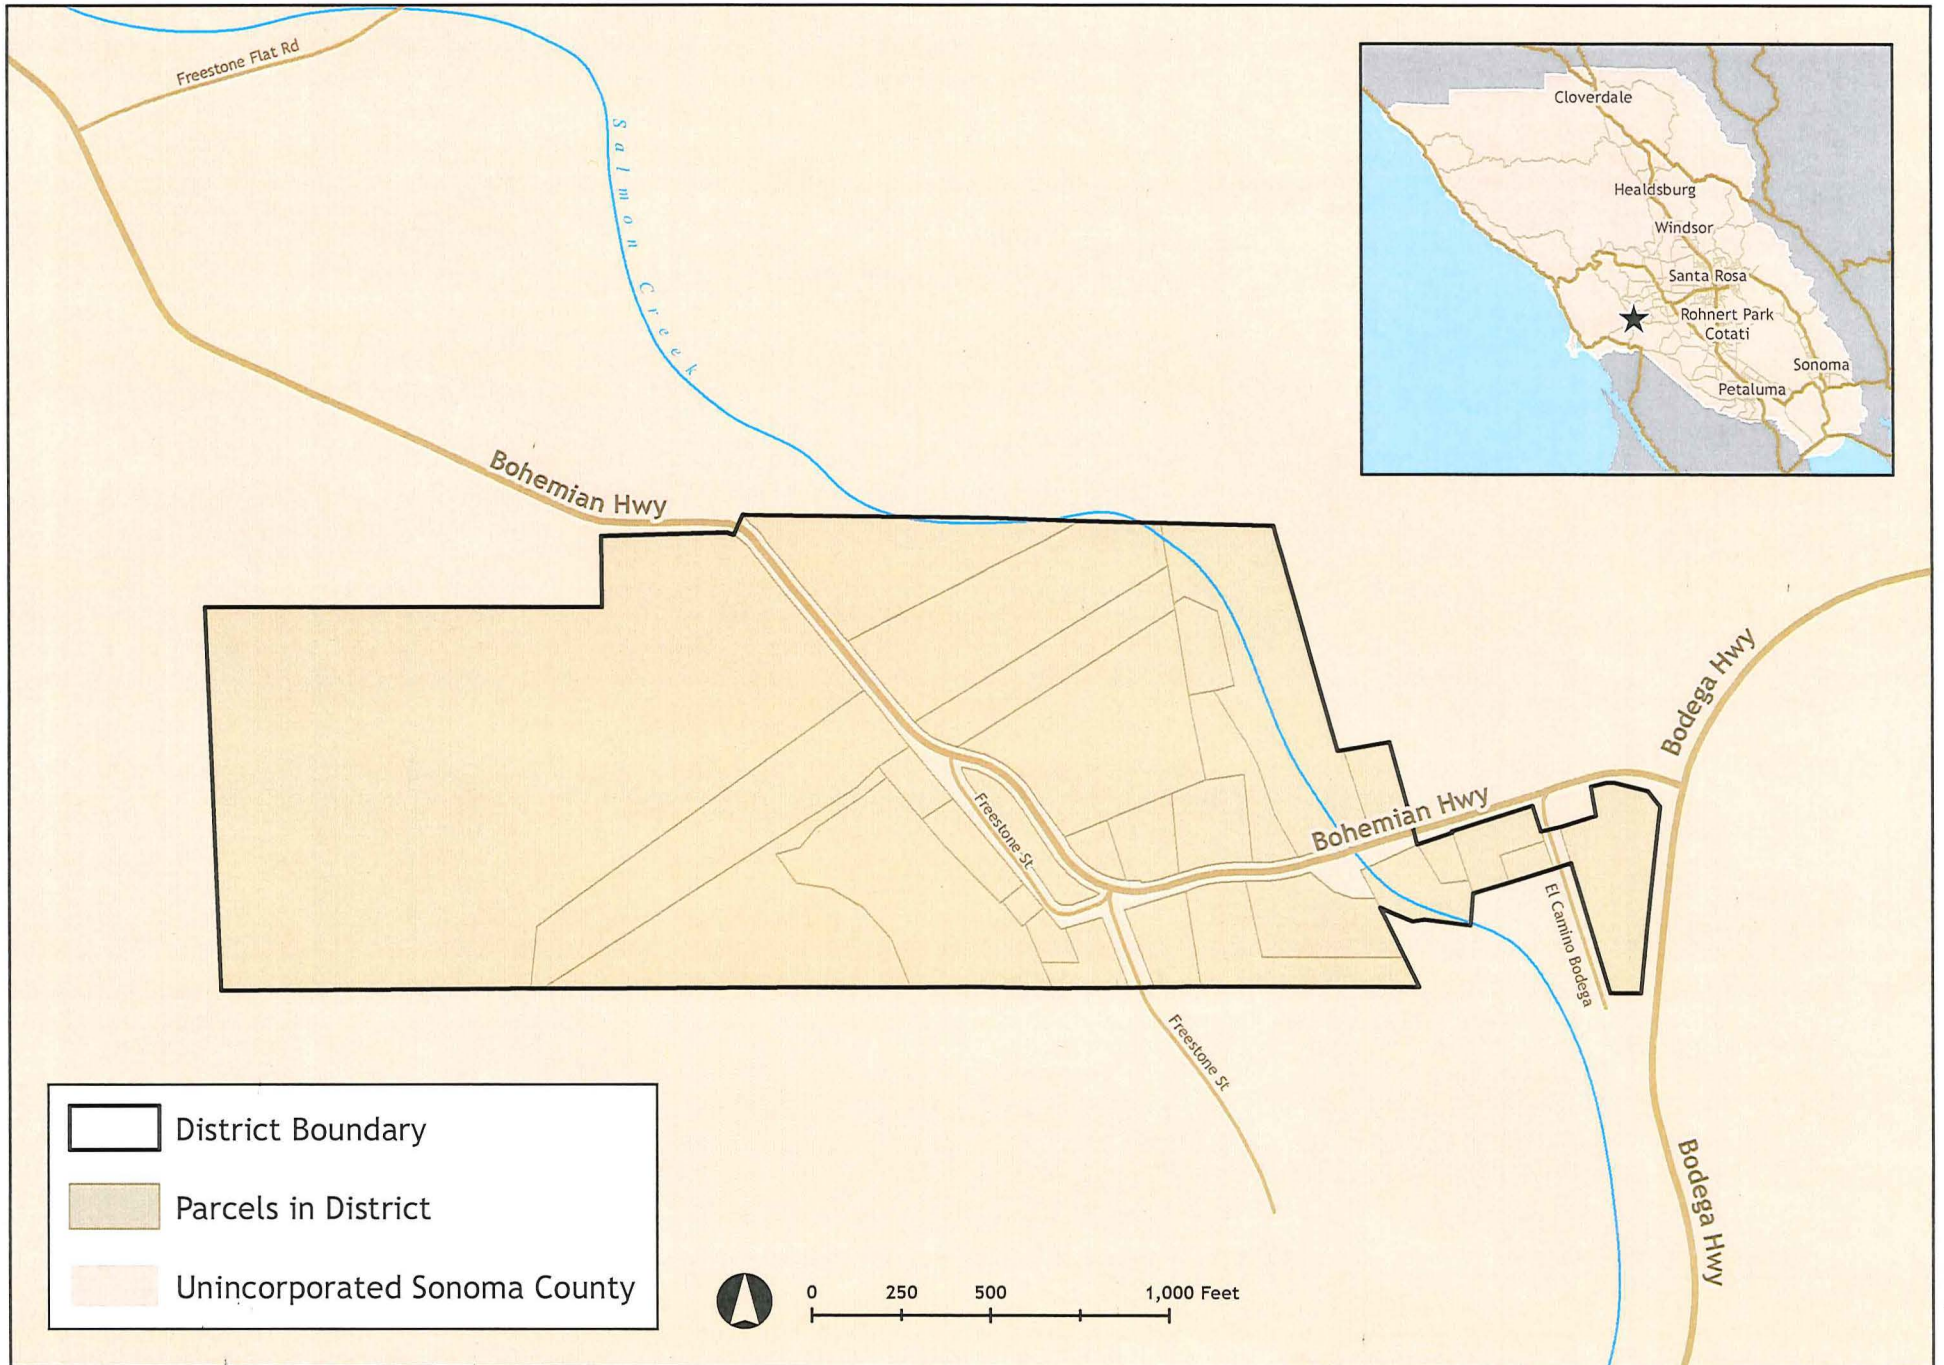 Freestone Flat Rd
Salmon Creek
Cloverdale
Healdsburg
Windsor
Santa Rosa
Rohnert Park
Cotati
Sonoma
Petaluma
Bohemian Hwy
Bodega Hwy
Freestone St
Bohemian Hwy
El Camino Bodega
Freestone St
Bodega Hwy
District Boundary
Parcels in District
Unincorporated Sonoma County
0 250 500 1,000 Feet